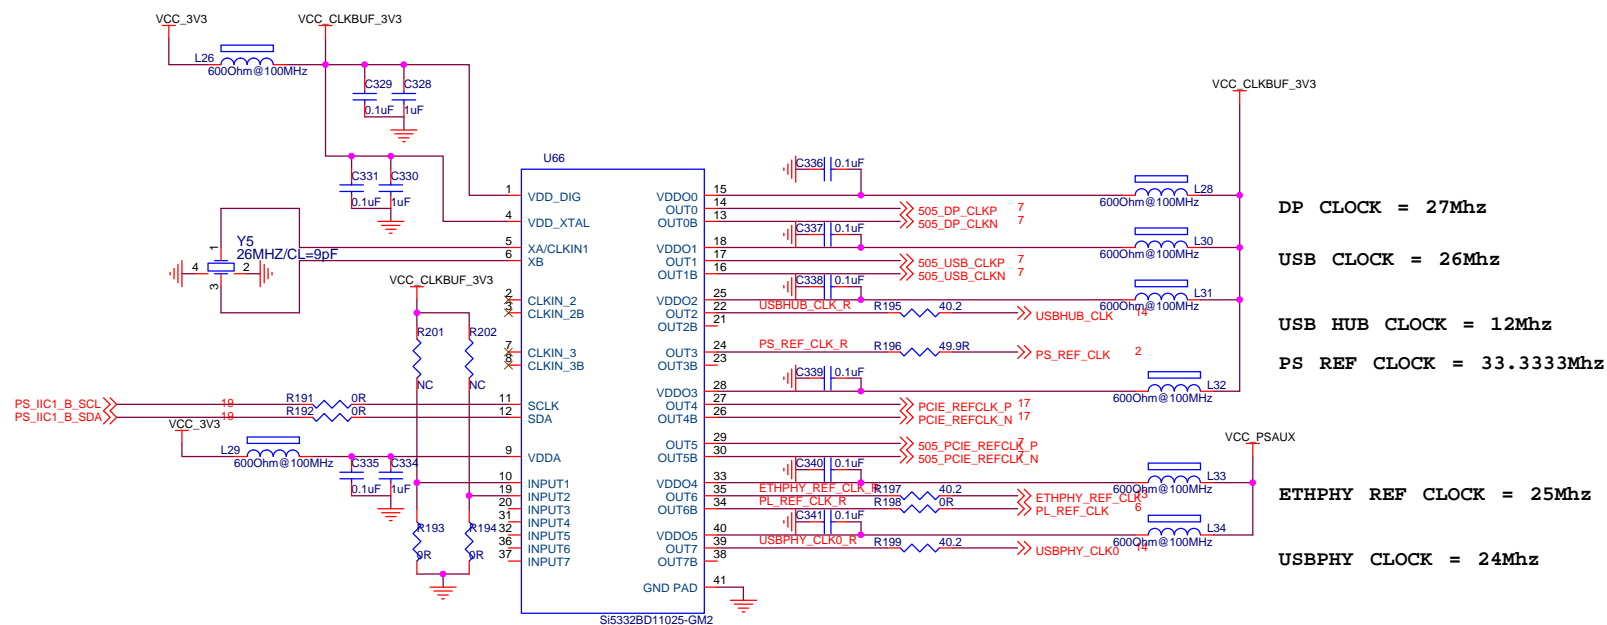 VCC_3V3
VCC_CLKBUF_3V3
L26
600Ohm@100MHz
C329
0.1uF
C328
1uF
C331
0.1uF
C330
1uF
Y5
26MHZ/CL=9pF
1
2
3
4
VCC_CLKBUF_3V3
R201
NC
R202
NC
PS_IIC1_B_SCL
19
R191
0R
PS_IIC1_B_SDA
19
R192
0R
VCC_3V3
L29
600Ohm@100MHz
C335
0.1uF
C334
1uF
R193
0R
R194
0R
U66
1 VDD_DIG
4 VDD_XTAL
5 XA/CLKIN1
6 XB
2 CLKIN_2
3 CLKIN_2B
7 CLKIN_3
8 CLKIN_3B
11 SCLK
12 SDA
9 VDDA
10 INPUT1
19 INPUT2
20 INPUT3
31 INPUT4
32 INPUT5
36 INPUT6
37 INPUT7
VDDO0 15
OUT0 14
OUT0B 13
VDDO1 18
OUT1 17
OUT1B 16
VDDO2 25
OUT2 22
OUT2B 21
OUT3 24
OUT3B 23
VDDO3 28
OUT4 27
OUT4B 26
OUT5 29
OUT5B 30
VDDO4 33
OUT6 35
OUT6B 34
VDDO5 40
OUT7 39
OUT7B 38
GND PAD 41
Si5332BD11025-GM2
VCC_CLKBUF_3V3
C336 0.1uF
L28
600Ohm@100MHz
505_DP_CLKP 7
505_DP_CLKN 7
C337 0.1uF
L30
600Ohm@100MHz
505_USB_CLKP 7
505_USB_CLKN 7
C338 0.1uF
L31
600Ohm@100MHz
USBHUB_CLK_R
R195 40.2
USBHUB_CLK 14
PS_REF_CLK_R
R196 49.9R
PS_REF_CLK 2
C339 0.1uF
L32
600Ohm@100MHz
PCIE_REFCLK_P 17
PCIE_REFCLK_N 17
505_PCIE_REFCLK_P
505_PCIE_REFCLK_N 7
VCC_PSAUX
C340 0.1uF
L33
600Ohm@100MHz
ETHPHY_REF_CLK_R
R197 40.2
ETHPHY_REF_CLK
PL_REF_CLK_R
R198 0R
PL_REF_CLK 6
C341 0.1uF
L34
600Ohm@100MHz
USBPHY_CLK0_R
R199 40.2
USBPHY_CLK0 14
DP CLOCK = 27Mhz
USB CLOCK = 26Mhz
USB HUB CLOCK = 12Mhz
PS REF CLOCK = 33.3333Mhz
ETHPHY REF CLOCK = 25Mhz
USBPHY CLOCK = 24Mhz